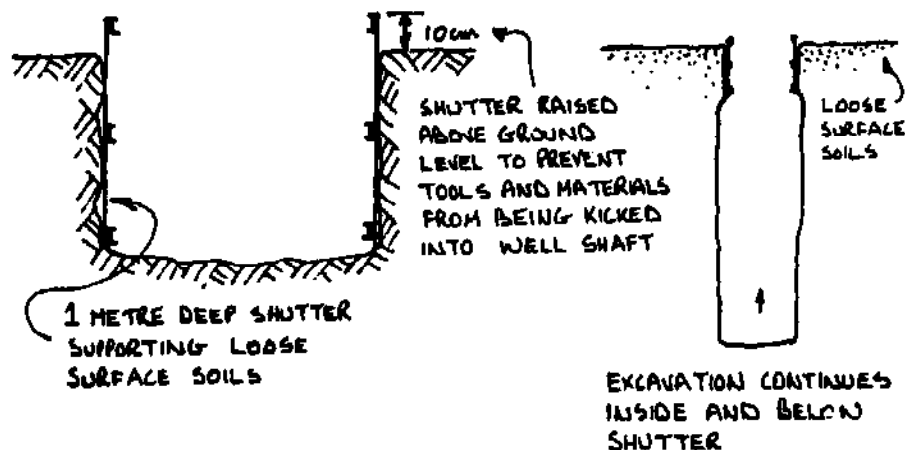 10cm
SHUTTER RAISED
ABOVE GROUND
LEVEL TO PREVENT
TOOLS AND MATERIALS
FROM BEING KICKED
INTO WELL SHAFT
1 METRE DEEP SHUTTER
SUPPORTING LOOSE
SURFACE SOILS
LOOSE
SURFACE
SOILS
EXCAVATION CONTINUES
INSIDE AND BELOW
SHUTTER